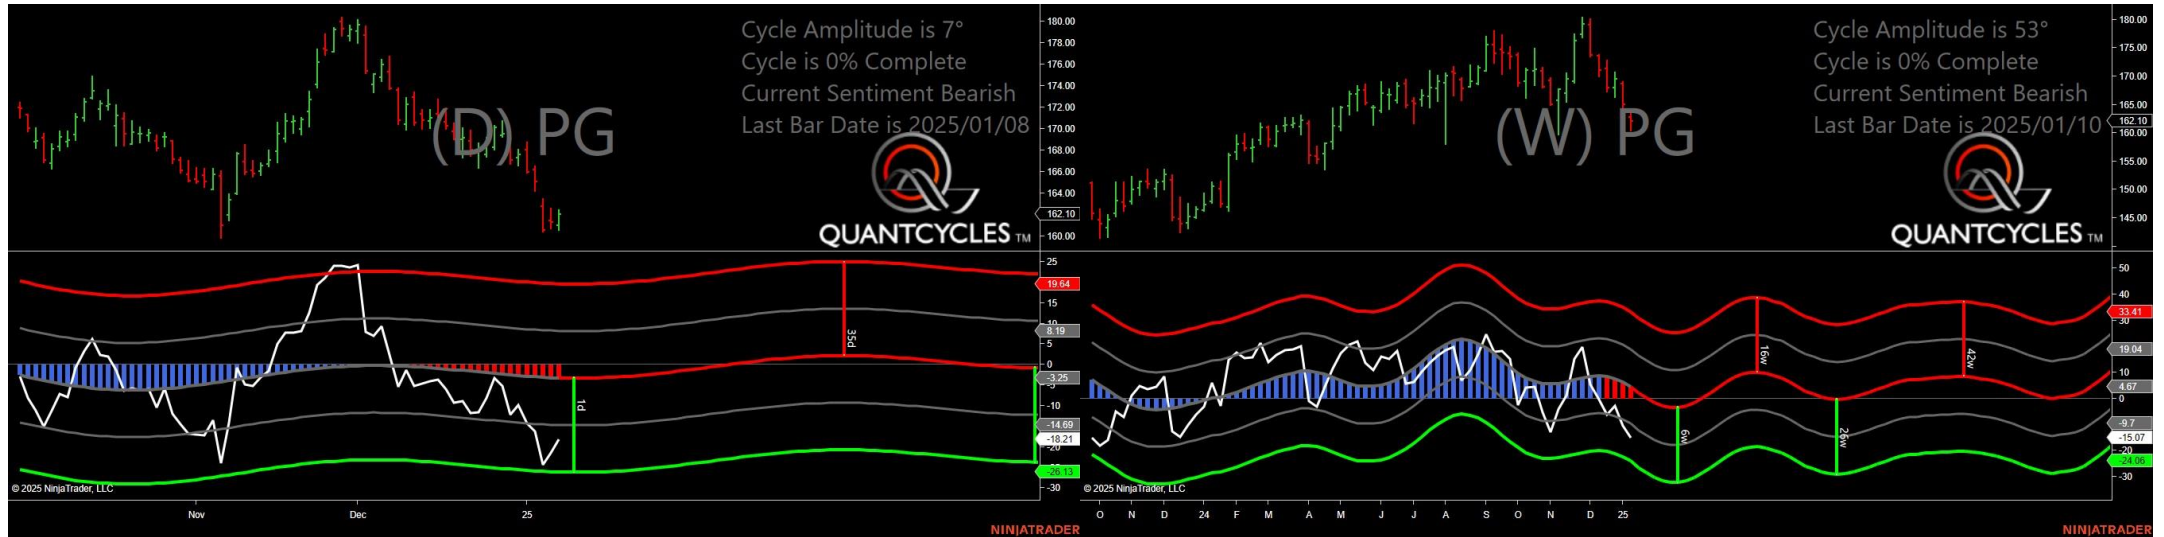 Cycle Amplitude is 7°
Cycle is 0% Complete
Current Sentiment Bearish
Last Bar Date is 2025/01/08
(D) PG
QUANTCYCLES TM
180.00
178.00
176.00
174.00
172.00
170.00
168.00
166.00
164.00
162.10
160.00
25
19.64
15
10
8.19
5
0
-3.25
-5
-10
-14.69
-18.21
-20
-26.13
-30
35d
1d
© 2025 NinjaTrader, LLC
Nov
Dec
25
NINJATRADER
Cycle Amplitude is 53°
Cycle is 0% Complete
Current Sentiment Bearish
Last Bar Date is 2025/01/10
(W) PG
QUANTCYCLES TM
180.00
175.00
170.00
165.00
162.10
160.00
155.00
150.00
145.00
50
40
33.41
30
19.04
10
4.67
0
-9.7
-15.07
-20
-24.06
-30
16w
42w
6w
26w
© 2025 NinjaTrader, LLC
O N D 24 F M A M J J A S O N D 25
NINJATRADER